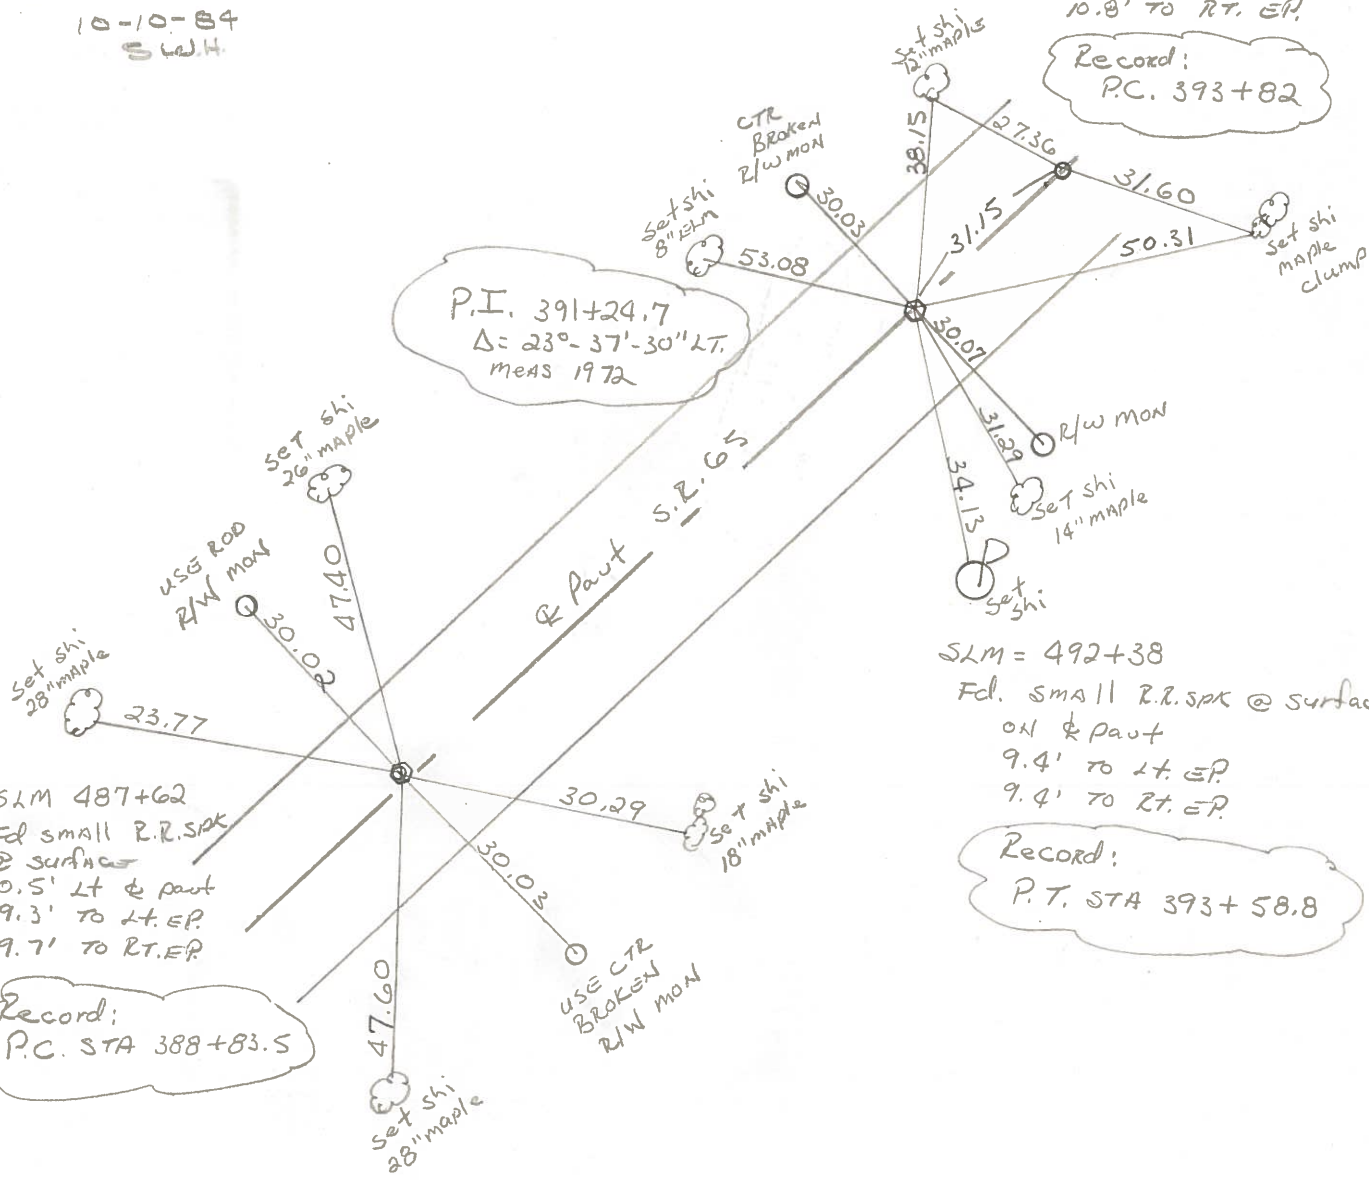 10-10-84
S.W.H.
10.8' TO RT. EP.
Record:
P.C. 393+82
Set Shi
12" MAPLE
CTR
BROKEN
R/W MON
38.15
27.36
31.60
Set Shi
8" ELM
30.03
31.15
50.31
Set Shi
MAPLE
clump
53.08
P.I. 391+24.7
Δ = 23°-37'-30" LT.
MEAS 1972
30.07
R/W MON
31.29
34.13
SET Shi
14" MAPLE
Set
Shi
S.R. 65
℄ Pavt
SET Shi
26" MAPLE
USE ROD
R/W MON
47.40
30.02
Set Shi
28" MAPLE
23.77
30.29
Set Shi
18" MAPLE
30.03
USE CTR
BROKEN
R/W MON
47.60
Set Shi
28" maple
SLM 487+62
Fd SMALL R.R. SPK
@ SURFACE
0.5' Lt ℄ pavt
9.3' TO Lt. EP.
9.7' TO RT. EP.
Record:
P.C. STA 388+83.5
SLM = 492+38
Fd. SMALL R.R. SPK @ Surfac
ON ℄ Pavt
9.4' TO Lt. EP.
9.4' TO Rt. EP.
Record:
P.T. STA 393+58.8